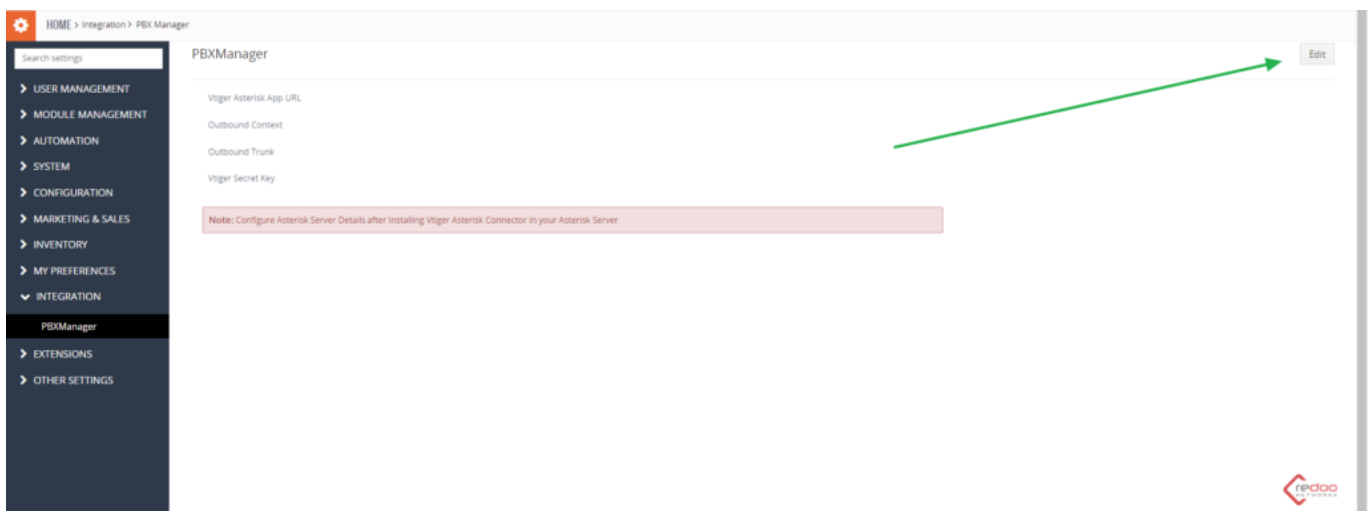 HOME > Integration > PBX Manager
Search settings
USER MANAGEMENT
MODULE MANAGEMENT
AUTOMATION
SYSTEM
CONFIGURATION
MARKETING & SALES
INVENTORY
MY PREFERENCES
INTEGRATION
PBXManager
EXTENSIONS
OTHER SETTINGS
PBXManager
Edit
Vtiger Asterisk App URL
Outbound Context
Outbound Trunk
Vtiger Secret Key
Note: Configure Asterisk Server Details after Installing Vtiger Asterisk Connector in your Asterisk Server
redoo
NETWORKS